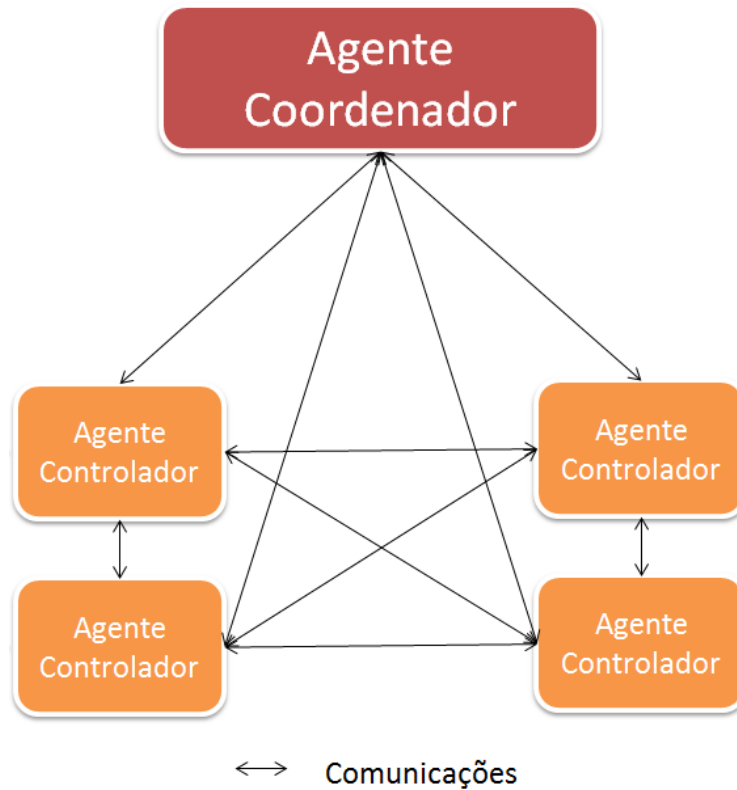 Agente
Coordenador
Agente
Controlador
Agente
Controlador
Agente
Controlador
Agente
Controlador
Comunicações